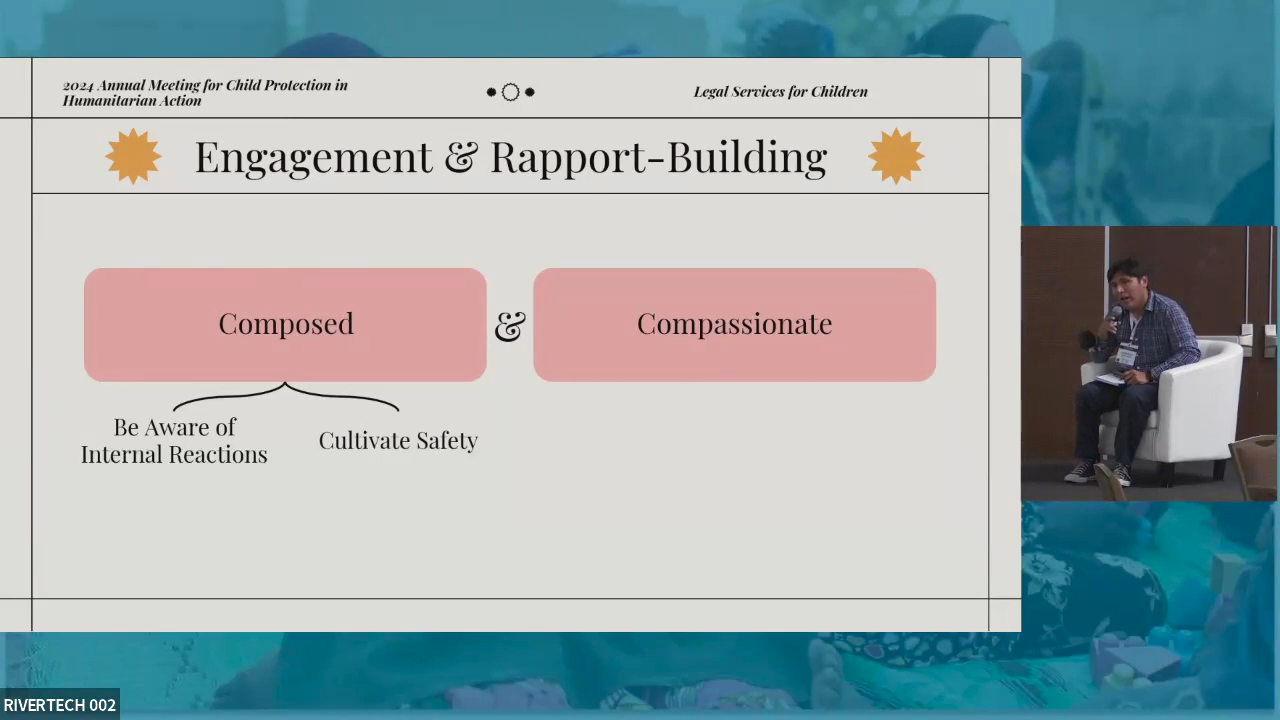 2024 Annual Meeting for Child Protection in
Humanitarian Action
Legal Services for Children
Engagement & Rapport-Building
Composed
&
Compassionate
Be Aware of
Internal Reactions
Cultivate Safety
RIVERTECH 002